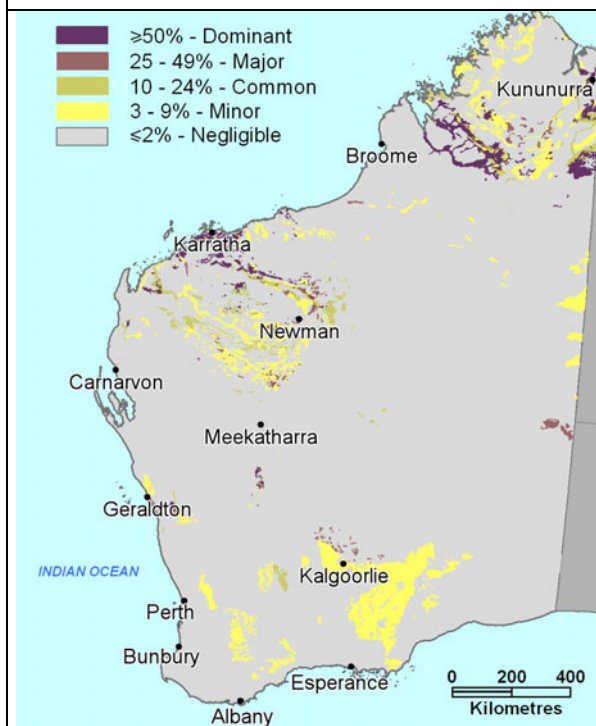 ≥50% - Dominant
25 - 49% - Major
10 - 24% - Common
3 - 9% - Minor
≤2% - Negligible
Kununurra
Broome
Karratha
Newman
Carnarvon
Meekatharra
Geraldton
INDIAN OCEAN
Kalgoorlie
Perth
Bunbury
Esperance
Albany
0 200 400
Kilometres